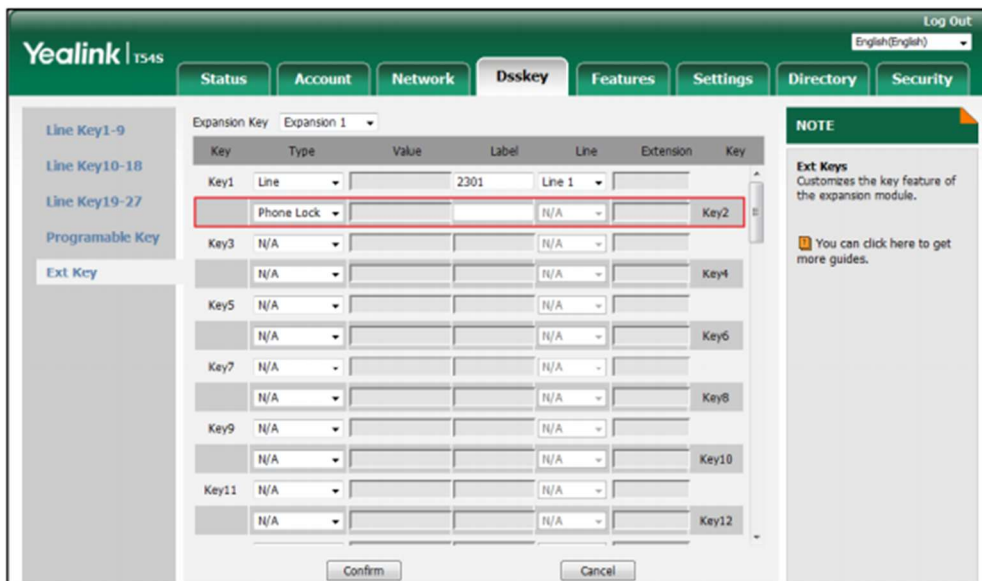 Log Out
Yealink | T54S
English(English)
Status Account Network Dsskey Features Settings Directory Security
Line Key1-9
Line Key10-18
Line Key19-27
Programable Key
Ext Key
Expansion Key Expansion 1
Key Type Value Label Line Extension Key
Key1 Line 2301 Line 1
Phone Lock N/A Key2
Key3 N/A N/A
N/A N/A Key4
Key5 N/A N/A
N/A N/A Key6
Key7 N/A N/A
N/A N/A Key8
Key9 N/A N/A
N/A N/A Key10
Key11 N/A N/A
N/A N/A Key12
Confirm Cancel
NOTE
Ext Keys
Customizes the key feature of
the expansion module.
You can click here to get
more guides.